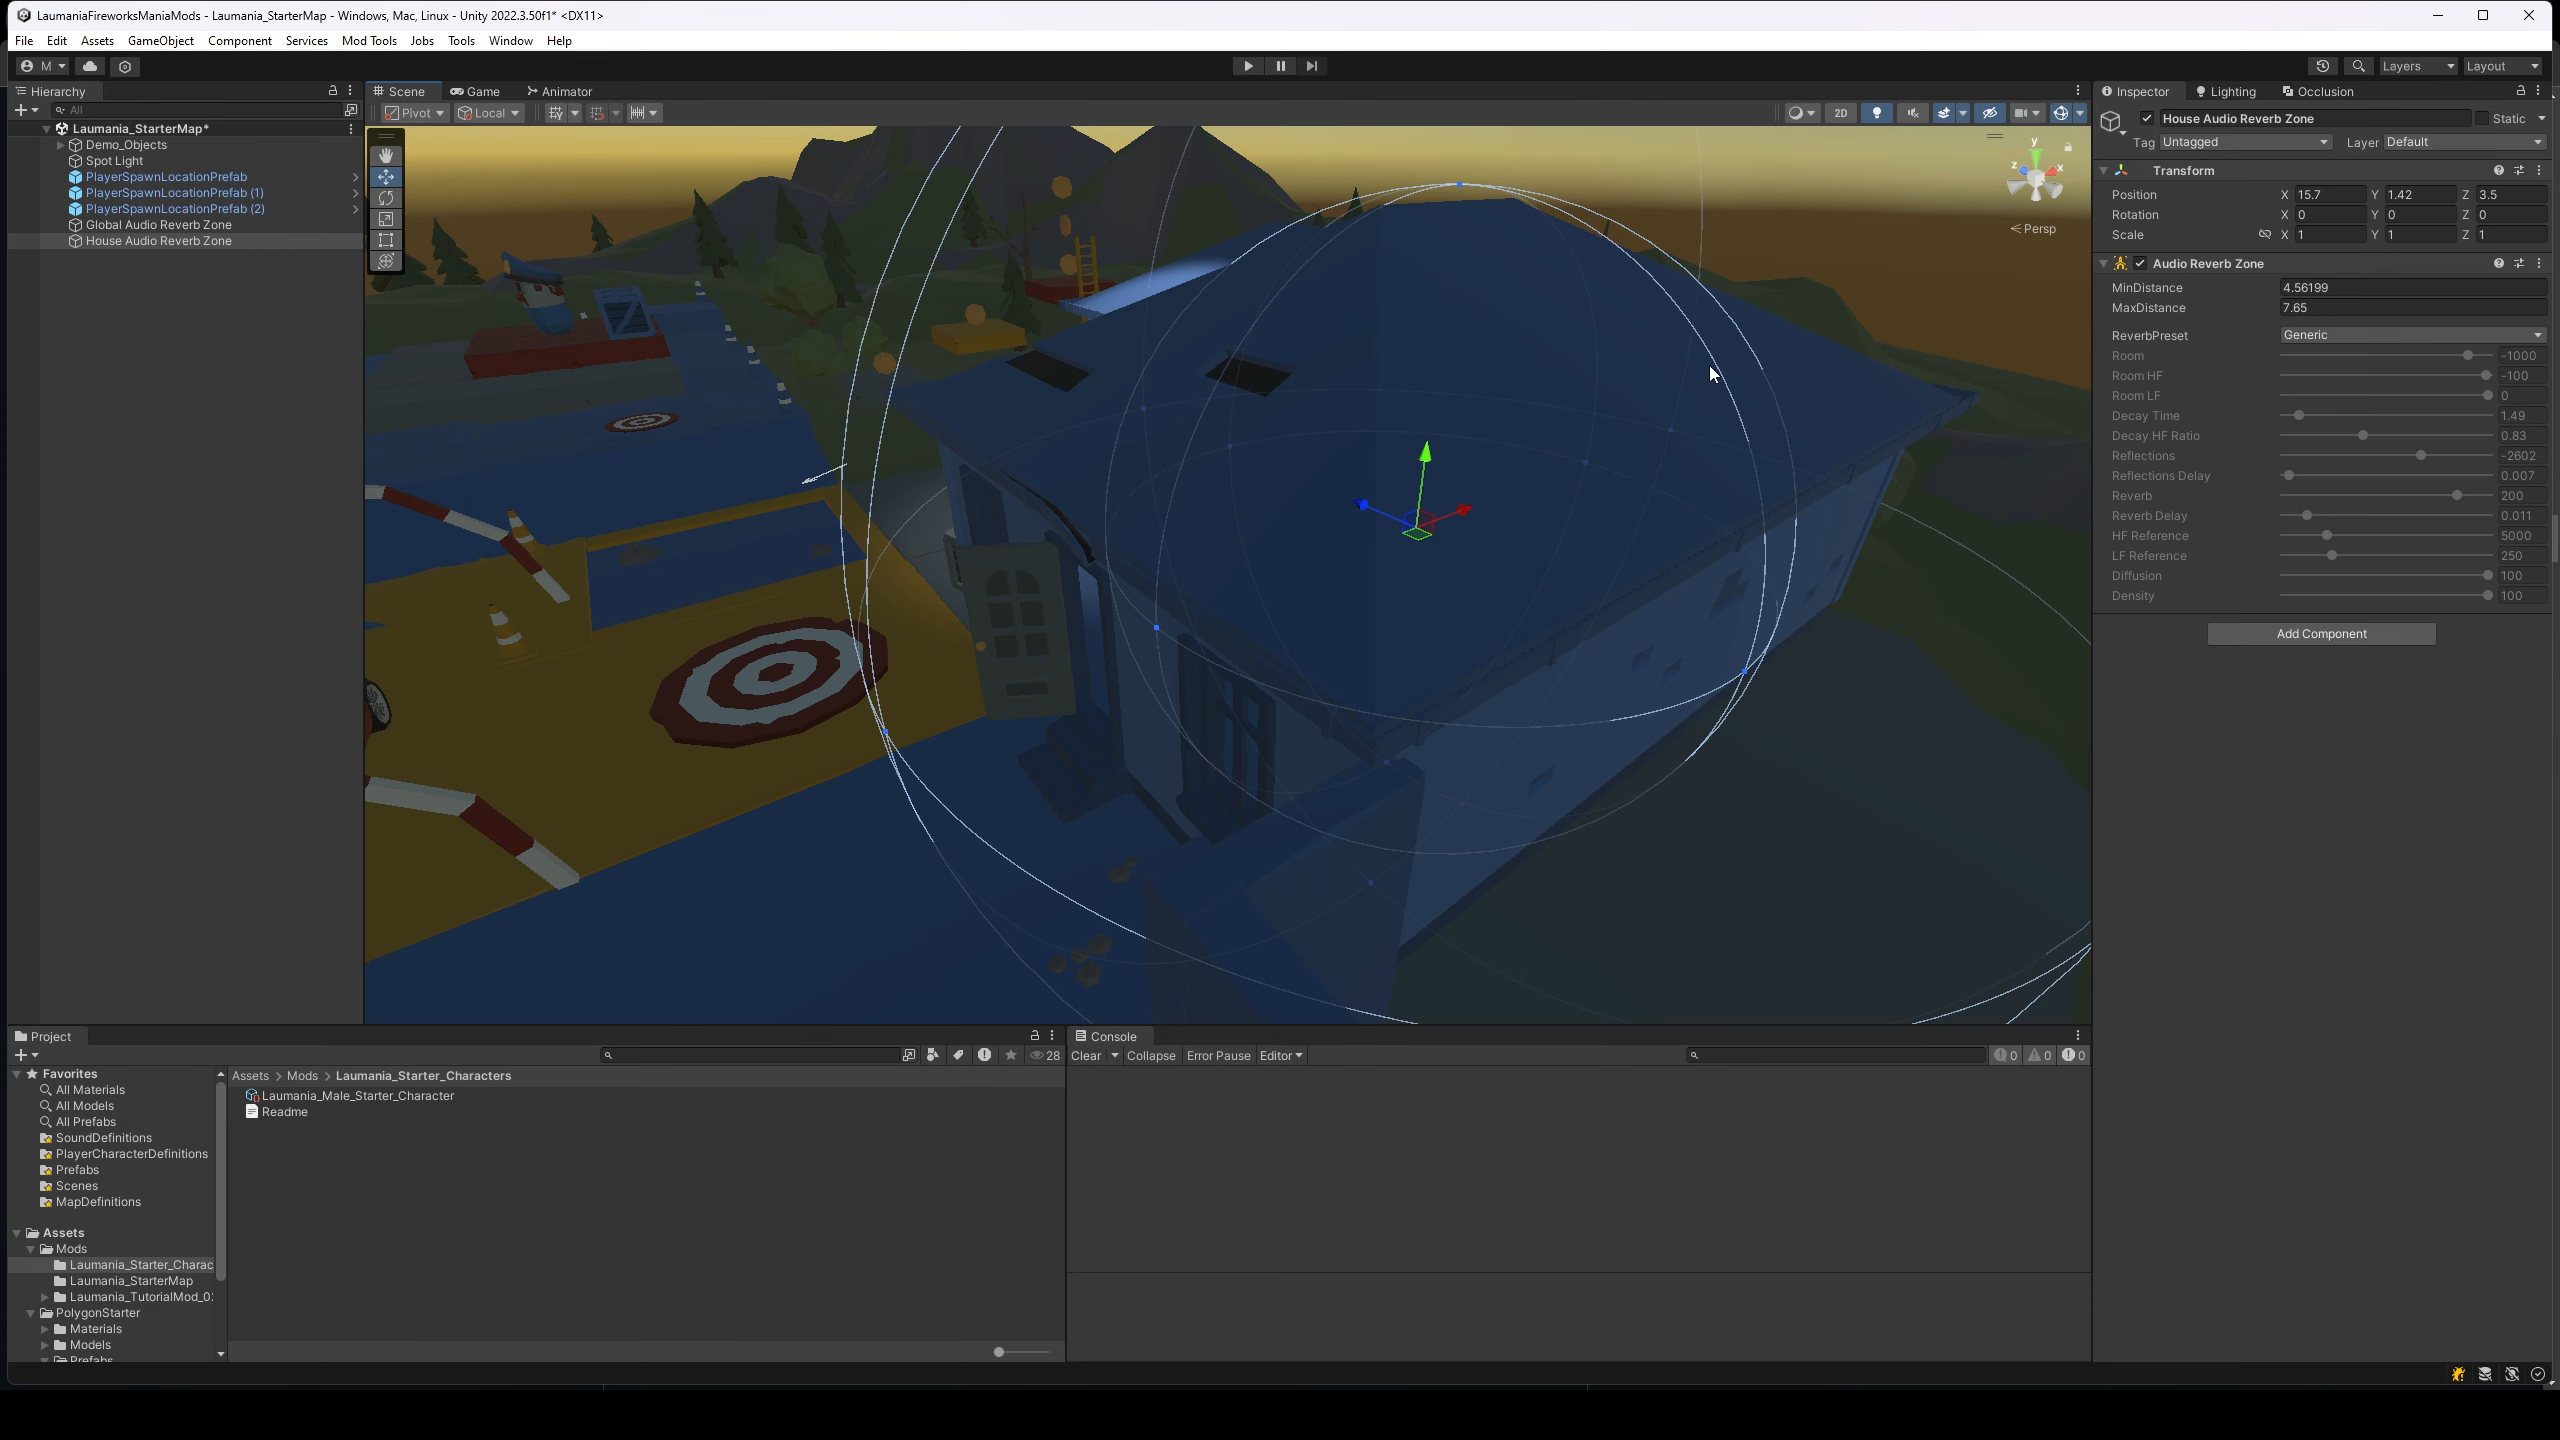 LaumaniaFireworksManiaMods - Laumania_StarterMap - Windows, Mac, Linux - Unity 2022.3.50f1* <DX11>
File Edit Assets GameObject Component Services Mod Tools Jobs Tools Window Help
M Layers Layout
Hierarchy
All
Laumania_StarterMap*
Demo_Objects
Spot Light
PlayerSpawnLocationPrefab
PlayerSpawnLocationPrefab (1)
PlayerSpawnLocationPrefab (2)
Global Audio Reverb Zone
House Audio Reverb Zone
Scene Game Animator
Pivot Local 2D
y
z x
Persp
Inspector Lighting Occlusion
House Audio Reverb Zone Static
Tag Untagged Layer Default
Transform
Position X 15.7 Y 1.42 Z 3.5
Rotation X 0 Y 0 Z 0
Scale X 1 Y 1 Z 1
Audio Reverb Zone
MinDistance 4.56199
MaxDistance 7.65
ReverbPreset Generic
Room -1000
Room HF -100
Room LF 0
Decay Time 1.49
Decay HF Ratio 0.83
Reflections -2602
Reflections Delay 0.007
Reverb 200
Reverb Delay 0.011
HF Reference 5000
LF Reference 250
Diffusion 100
Density 100
Add Component
Project
28
Favorites
All Materials
All Models
All Prefabs
SoundDefinitions
PlayerCharacterDefinitions
Prefabs
Scenes
MapDefinitions
Assets
Mods
Laumania_Starter_Charac
Laumania_StarterMap
Laumania_TutorialMod_0
PolygonStarter
Materials
Models
Prefabs
Assets > Mods > Laumania_Starter_Characters
Laumania_Male_Starter_Character
Readme
Console
Clear Collapse Error Pause Editor 0 0 0